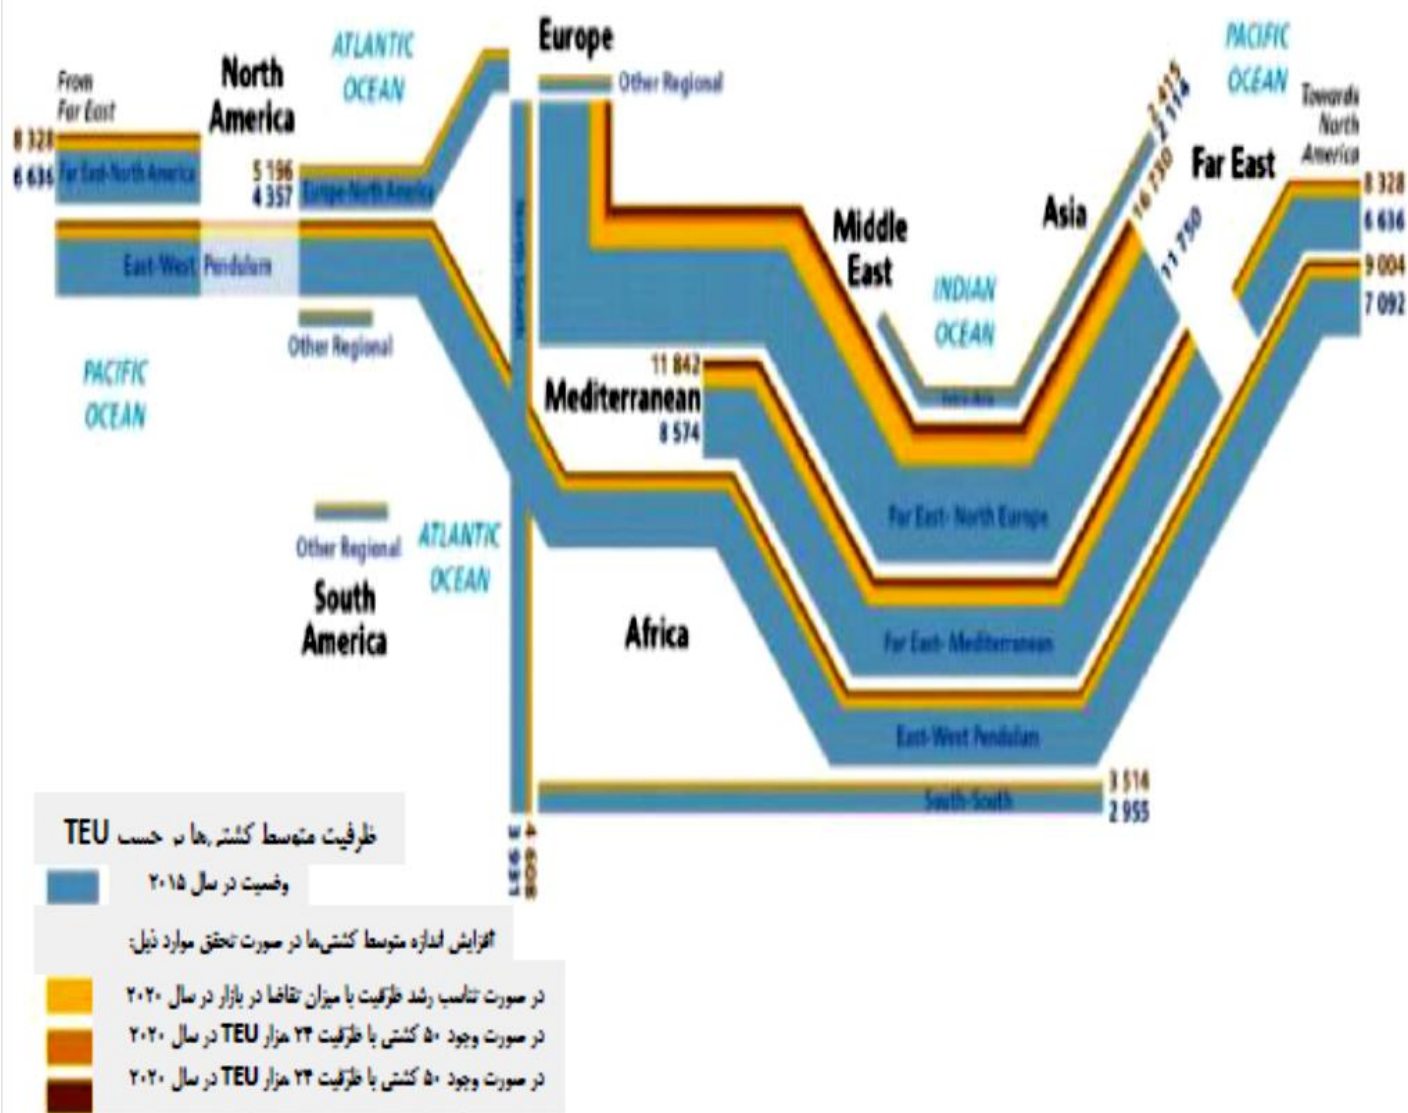 PACIFIC
OCEAN
ATLANTIC
OCEAN
Europe
Other Regional
From
Far East
North
America
Towards
North
America
8 328
6 636
Far East-North America
5 196
4 357
Europe-North America
2 415
2 114
16 730
11 750
Far East
8 328
6 636
9 004
7 092
Asia
Middle
East
INDIAN
OCEAN
East-West Pendulum
Other Regional
PACIFIC
OCEAN
11 842
Mediterranean
8 574
Intra-Asia
Far East- North Europe
Other Regional
ATLANTIC
OCEAN
South
America
Africa
Far East- Mediterranean
East-West Pendulum
South-South
3 514
2 955
3 931
4 608
ظرفیت متوسط کشتی‌ها بر حسب TEU
وضعیت در سال ۲۰۱۵
افزایش اندازه متوسط کشتی‌ها در صورت تحقق موارد ذیل:
در صورت تناسب رشد ظرفیت با میزان تقاضا در بازار در سال ۲۰۲۰
در صورت وجود ۵۰ کشتی با ظرفیت ۲۴ هزار TEU در سال ۲۰۲۰
در صورت وجود ۵۰ کشتی با ظرفیت ۲۴ هزار TEU در سال ۲۰۲۰